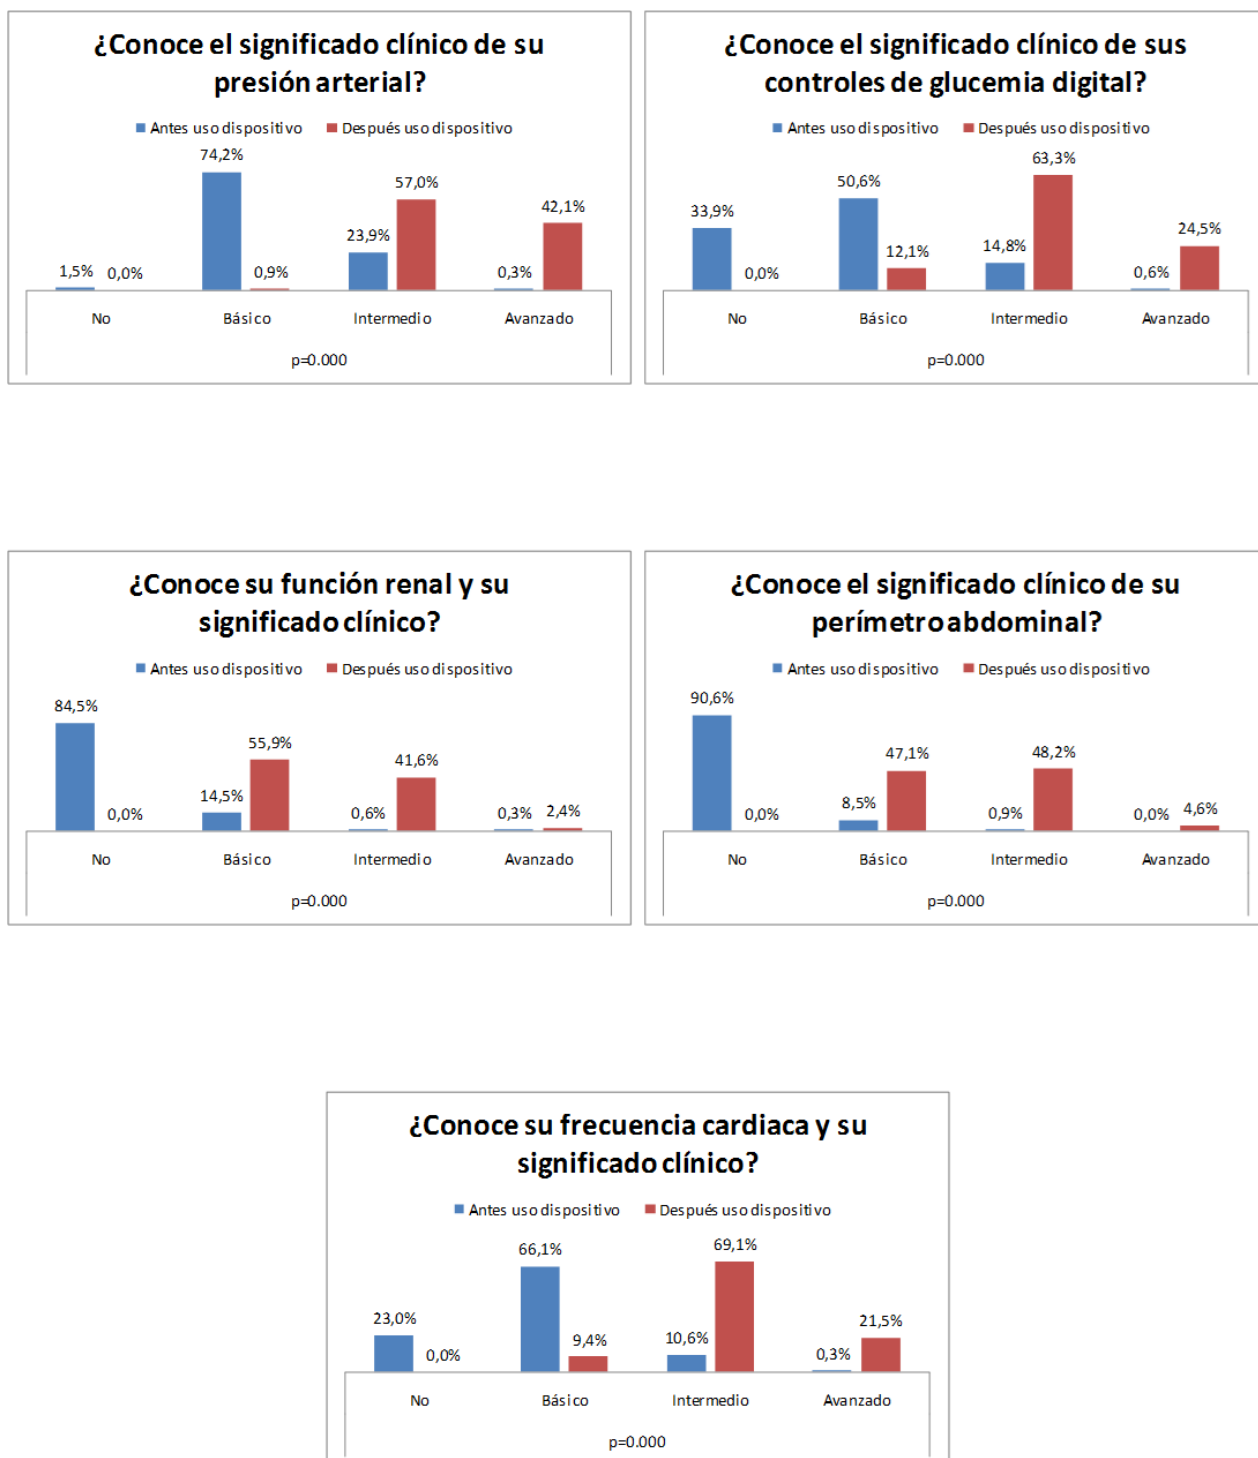 ¿Conoce el significado clínico de su
presión arterial?
Antes uso dispositivo Después uso dispositivo
74,2%
57,0%
42,1%
23,9%
1,5% 0,0% 0,9% 0,3%
No Básico Intermedio Avanzado
p=0.000
¿Conoce el significado clínico de sus
controles de glucemia digital?
Antes uso dispositivo Después uso dispositivo
63,3%
50,6%
33,9%
24,5%
12,1% 14,8%
0,0% 0,6%
No Básico Intermedio Avanzado
p=0.000
¿Conoce su función renal y su
significado clínico?
Antes uso dispositivo Después uso dispositivo
84,5%
55,9%
41,6%
14,5%
0,0% 0,6% 0,3% 2,4%
No Básico Intermedio Avanzado
p=0.000
¿Conoce el significado clínico de su
perímetro abdominal?
Antes uso dispositivo Después uso dispositivo
90,6%
47,1% 48,2%
0,0% 8,5% 0,9% 0,0% 4,6%
No Básico Intermedio Avanzado
p=0.000
¿Conoce su frecuencia cardiaca y su
significado clínico?
Antes uso dispositivo Después uso dispositivo
66,1% 69,1%
23,0% 21,5%
0,0% 9,4% 10,6% 0,3%
No Básico Intermedio Avanzado
p=0.000